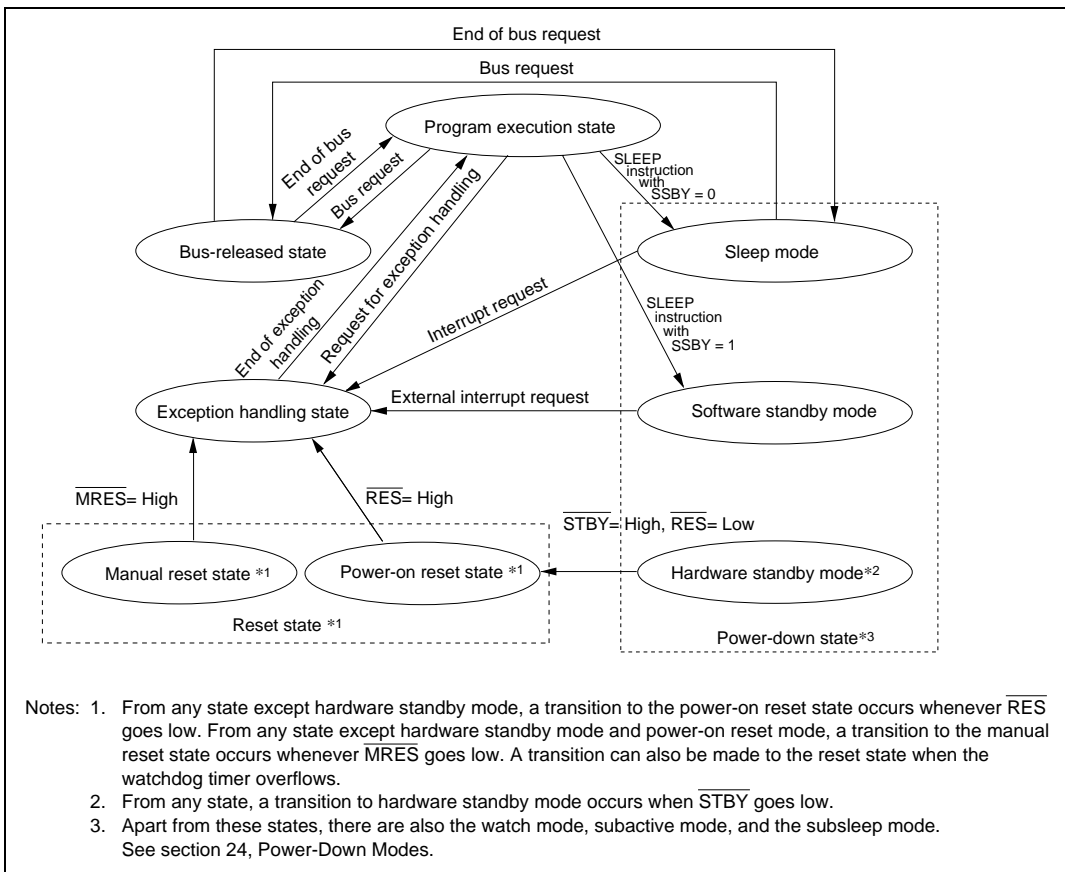 End of bus request
Bus request
Program execution state
End of bus
request
Bus request
SLEEP
instruction
with
SSBY = 0
Bus-released state
Sleep mode
End of exception
handling
Request for exception handling
Interrupt request
SLEEP
instruction
with
SSBY = 1
Exception handling state
External interrupt request
Software standby mode
MRES= High
RES= High
STBY= High, RES= Low
Manual reset state *1
Power-on reset state *1
Hardware standby mode*2
Reset state *1
Power-down state*3
Notes: 1. From any state except hardware standby mode, a transition to the power-on reset state occurs whenever RES
goes low. From any state except hardware standby mode and power-on reset mode, a transition to the manual
reset state occurs whenever MRES goes low. A transition can also be made to the reset state when the
watchdog timer overflows.
2. From any state, a transition to hardware standby mode occurs when STBY goes low.
3. Apart from these states, there are also the watch mode, subactive mode, and the subsleep mode.
See section 24, Power-Down Modes.